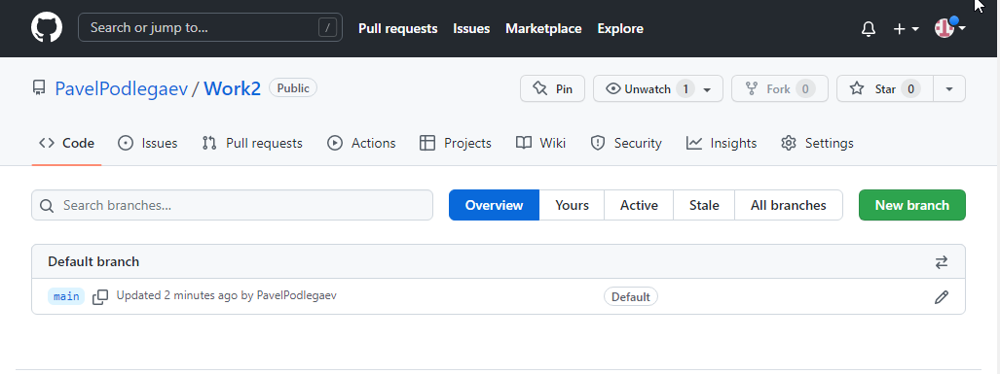 Search or jump to... / Pull requests Issues Marketplace Explore
PavelPodlegaev / Work2 Public Pin Unwatch 1 Fork 0 Star 0
Code Issues Pull requests Actions Projects Wiki Security Insights Settings
Search branches... Overview Yours Active Stale All branches New branch
Default branch
main Updated 2 minutes ago by PavelPodlegaev Default